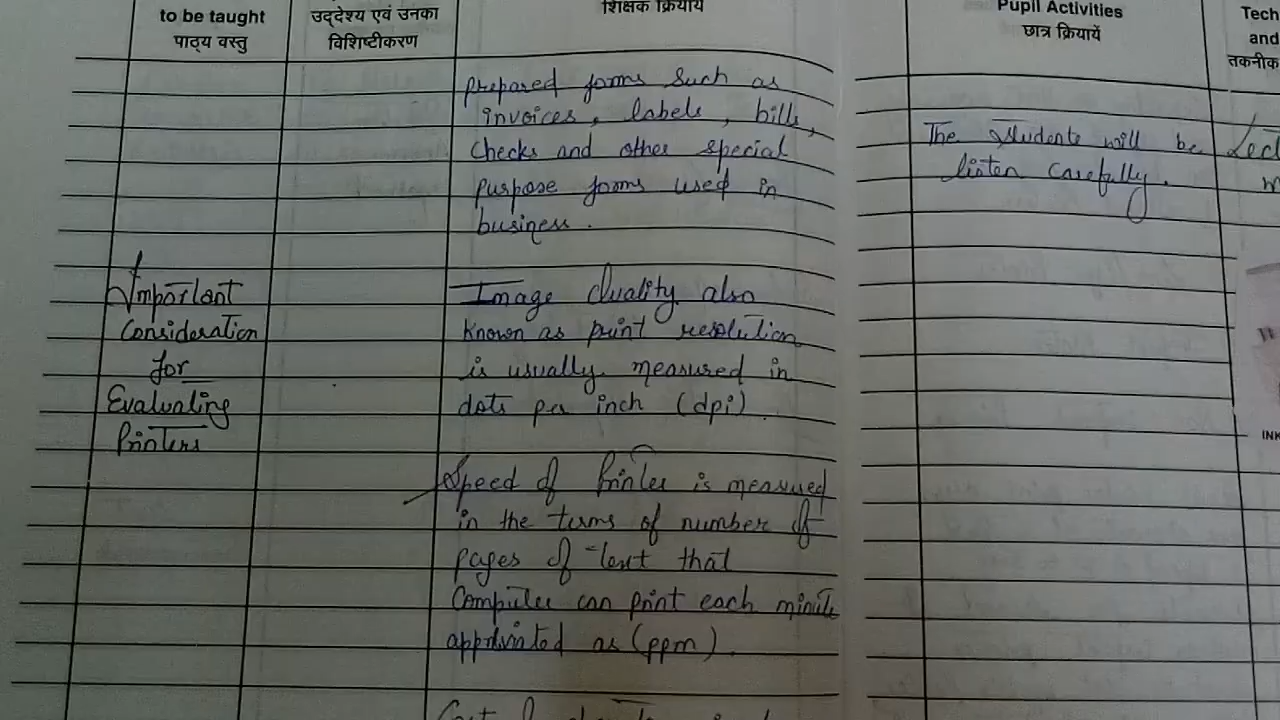 to be taught
पाठ्य वस्तु
उद्देश्य एवं उनका
विशिष्टीकरण
शिक्षक क्रियायें
Pupil Activities
छात्र क्रियायें
Tech
and
तकनीक
prepared forms such as
invoices, labels, bills,
checks and other special
purpose forms used in
business.
The students will be
listen carefully.
Lect
Important
Consideration
for
Evaluating
Printers
Image Quality also
known as print resolution
is usually measured in
dots per inch (dpi)
Speed of Printer is measured
in the terms of number of
pages of text that
Computer can print each minute
as (ppm).
INK
Cost of